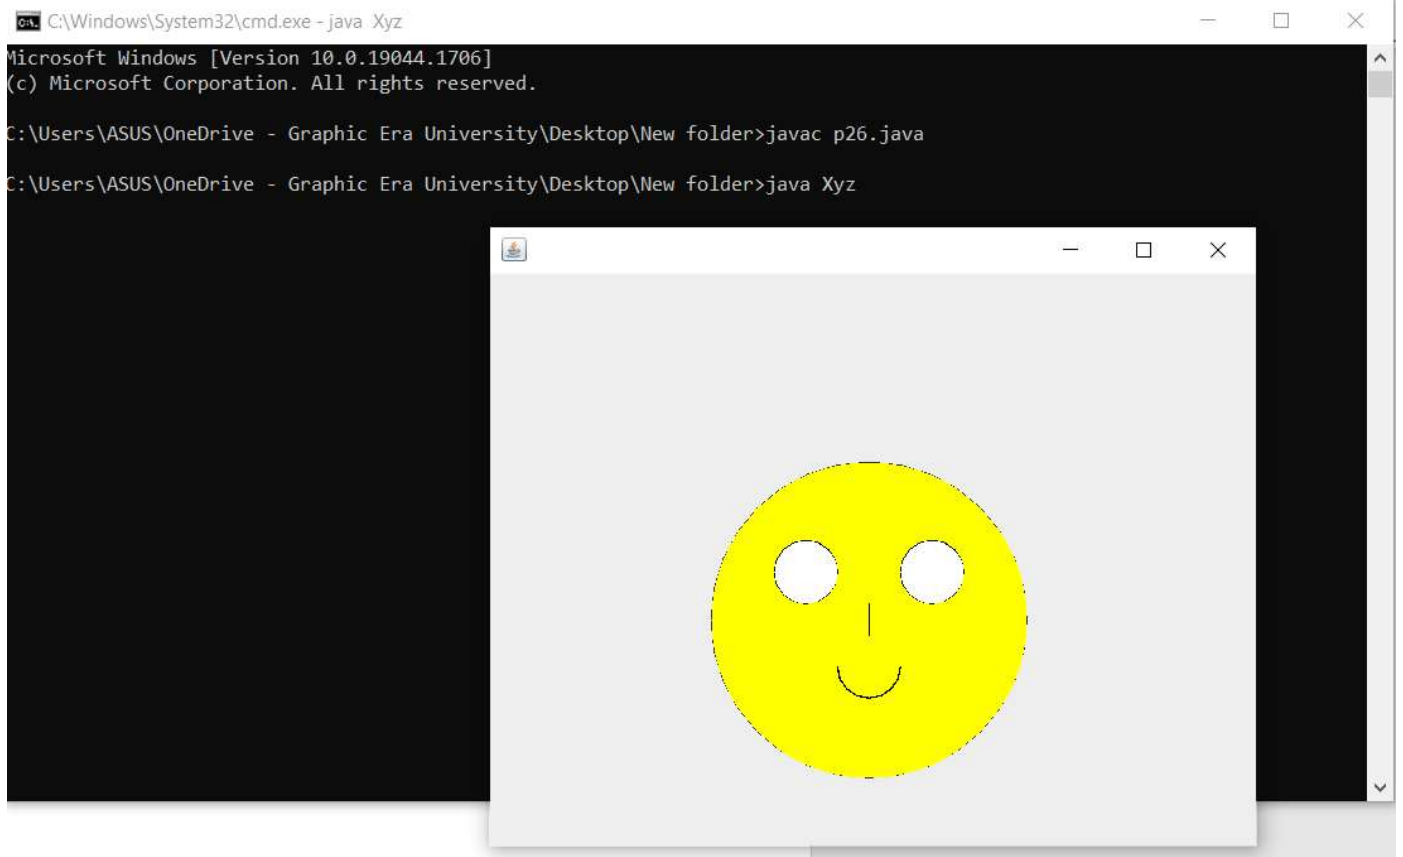 C:\Windows\System32\cmd.exe - java  Xyz
Microsoft Windows [Version 10.0.19044.1706]
(c) Microsoft Corporation. All rights reserved.
C:\Users\ASUS\OneDrive - Graphic Era University\Desktop\New folder>javac p26.java
C:\Users\ASUS\OneDrive - Graphic Era University\Desktop\New folder>java Xyz